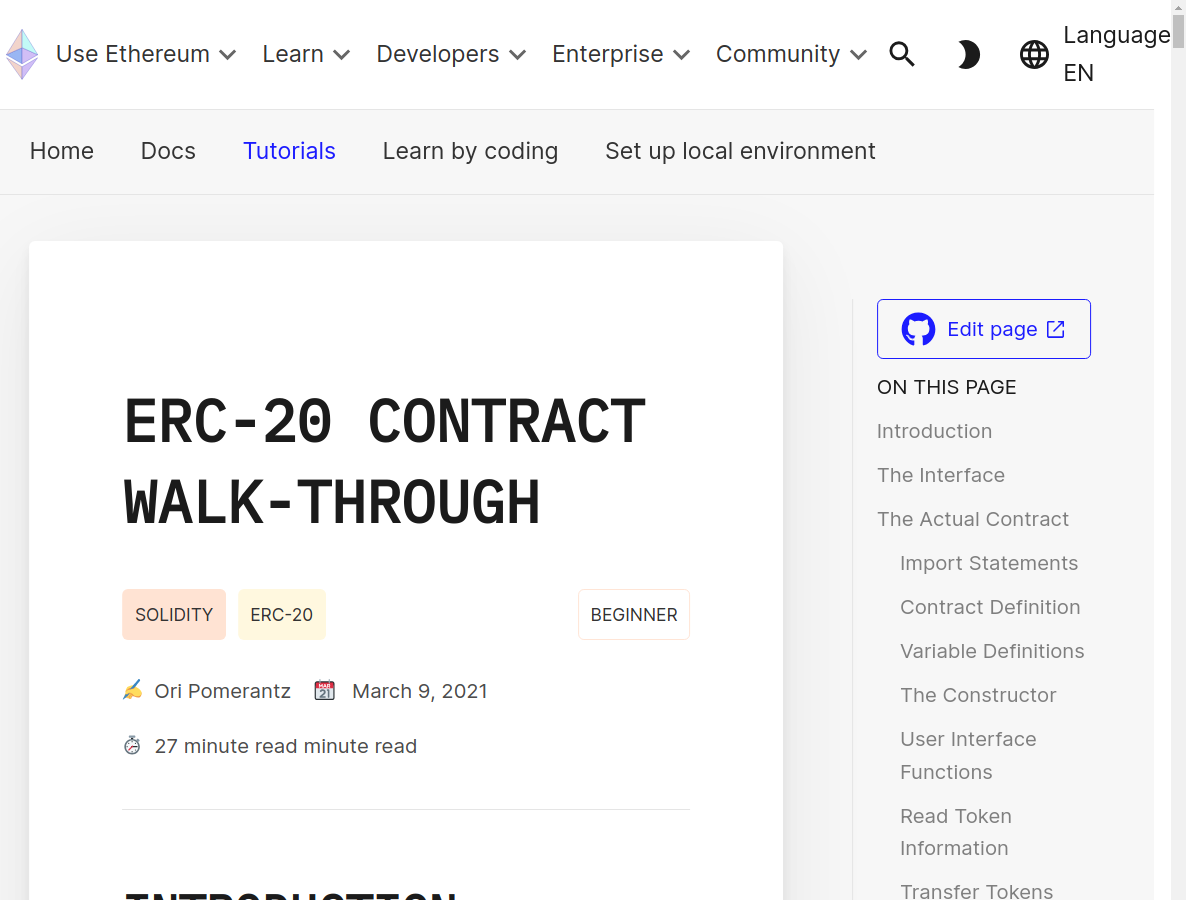 Use Ethereum Learn Developers Enterprise Community Language
EN
Home Docs Tutorials Learn by coding Set up local environment
ERC-20 CONTRACT
WALK-THROUGH
SOLIDITY ERC-20 BEGINNER
Ori Pomerantz March 9, 2021
27 minute read minute read
INTRODUCTION
Edit page
ON THIS PAGE
Introduction
The Interface
The Actual Contract
Import Statements
Contract Definition
Variable Definitions
The Constructor
User Interface
Functions
Read Token
Information
Transfer Tokens